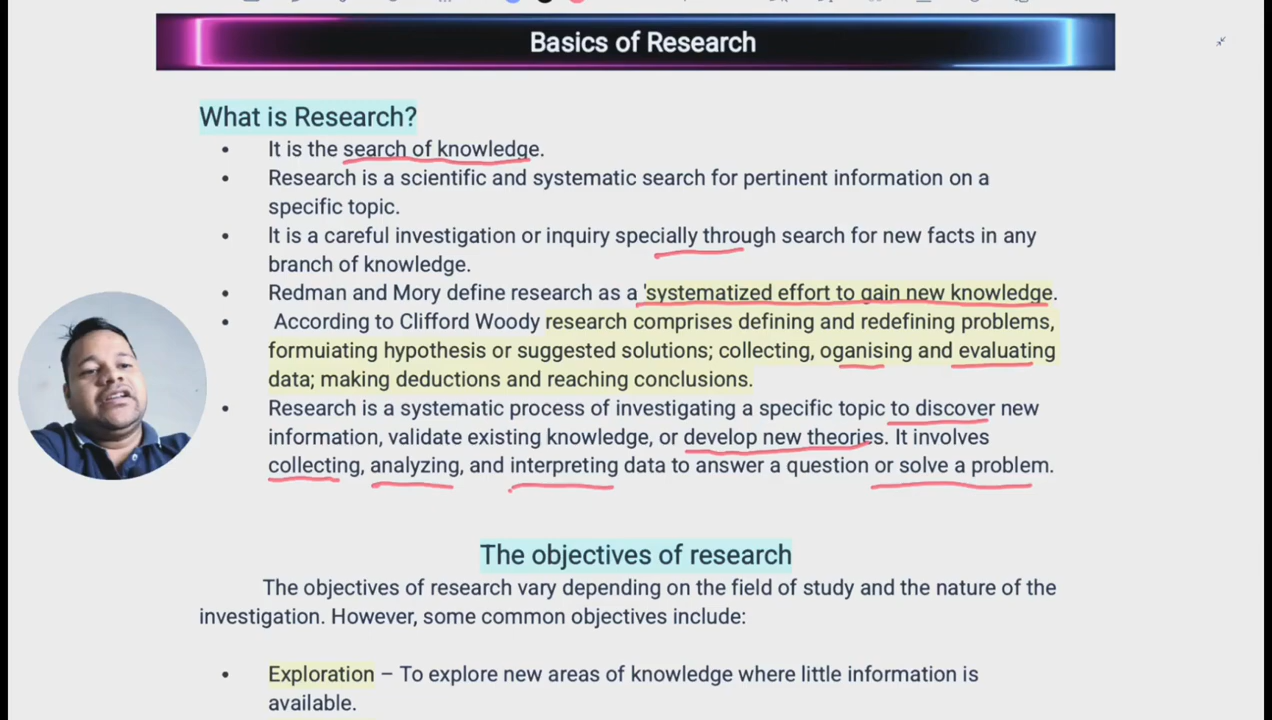 Basics of Research
What is Research?
• It is the search of knowledge.
• Research is a scientific and systematic search for pertinent information on a
specific topic.
• It is a careful investigation or inquiry specially through search for new facts in any
branch of knowledge.
• Redman and Mory define research as a 'systematized effort to gain new knowledge.
• According to Clifford Woody research comprises defining and redefining problems,
formuiating hypothesis or suggested solutions; collecting, oganising and evaluating
data; making deductions and reaching conclusions.
• Research is a systematic process of investigating a specific topic to discover new
information, validate existing knowledge, or develop new theories. It involves
collecting, analyzing, and interpreting data to answer a question or solve a problem.
The objectives of research
The objectives of research vary depending on the field of study and the nature of the
investigation. However, some common objectives include:
• Exploration – To explore new areas of knowledge where little information is
available.